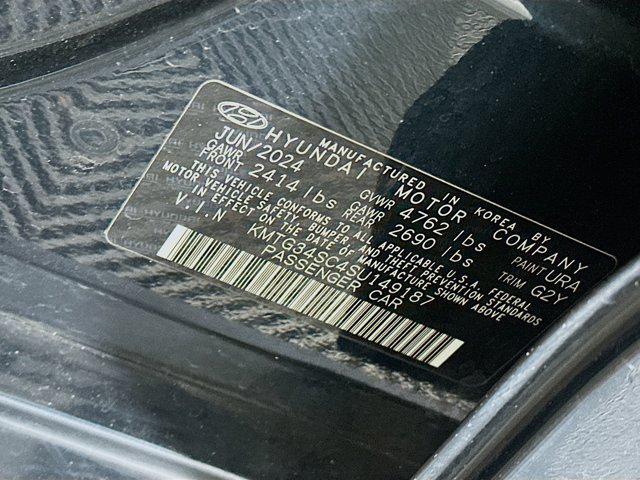 MANUFACTURED IN KOREA BY
HYUNDAI MOTOR COMPANY
JUN/2024 GVWR 4762 lbs PAINT URA
GAWR FRONT 2414 lbs GAWR REAR 2690 lbs TRIM G2Y
THIS VEHICLE CONFORMS TO ALL APPLICABLE U.S.A. FEDERAL
MOTOR VEHICLE SAFETY, BUMPER, AND THEFT PREVENTION STANDARDS
IN EFFECT ON THE DATE OF MANUFACTURE SHOWN ABOVE
V.I.N KMTG34SC4SU149187
PASSENGER CAR